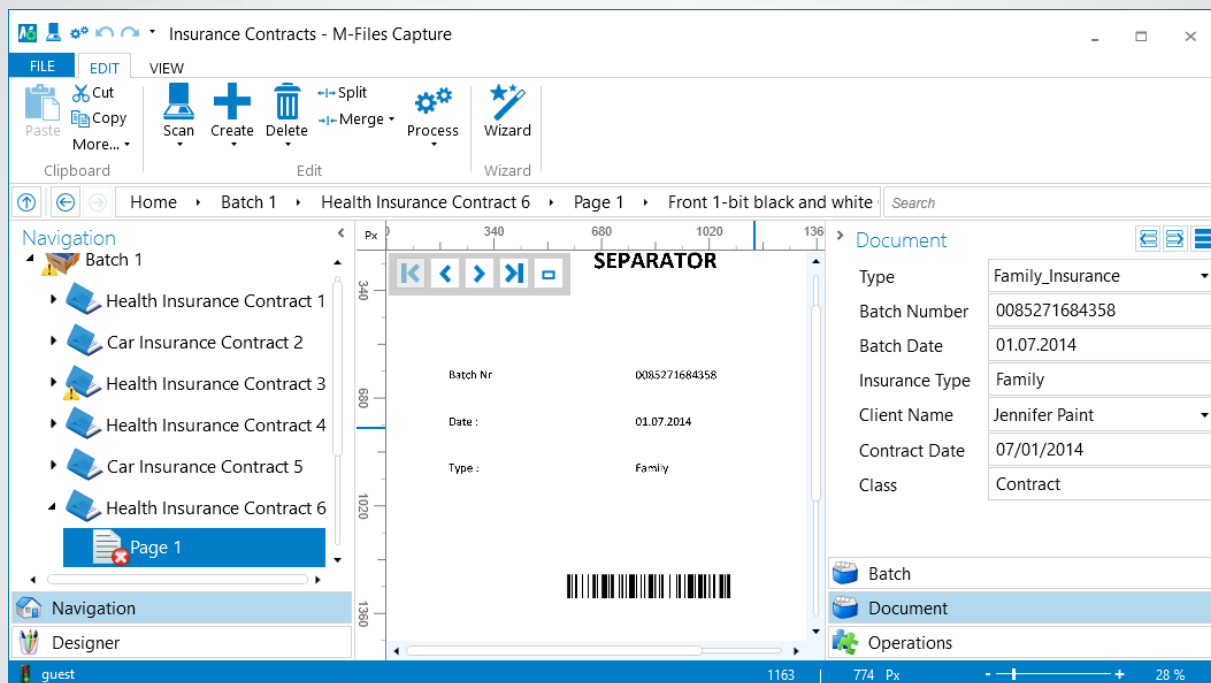 Insurance Contracts - M-Files Capture
FILE EDIT VIEW
Paste
Cut
Copy
More...
Clipboard
Scan
Create
Delete
Split
Merge
Process
Edit
Wizard
Wizard
Home Batch 1 Health Insurance Contract 6 Page 1 Front 1-bit black and white
Search
Navigation
Batch 1
Health Insurance Contract 1
Car Insurance Contract 2
Health Insurance Contract 3
Health Insurance Contract 4
Car Insurance Contract 5
Health Insurance Contract 6
Page 1
Navigation
Designer
Px 0 340 680 1020 136
340
680
1020
1360
SEPARATOR
Batch Nr 0085271684358
Date : 01.07.2014
Type : Family
Document
Type Family_Insurance
Batch Number 0085271684358
Batch Date 01.07.2014
Insurance Type Family
Client Name Jennifer Paint
Contract Date 07/01/2014
Class Contract
Batch
Document
Operations
guest 1163 | 774 Px - + 28 %